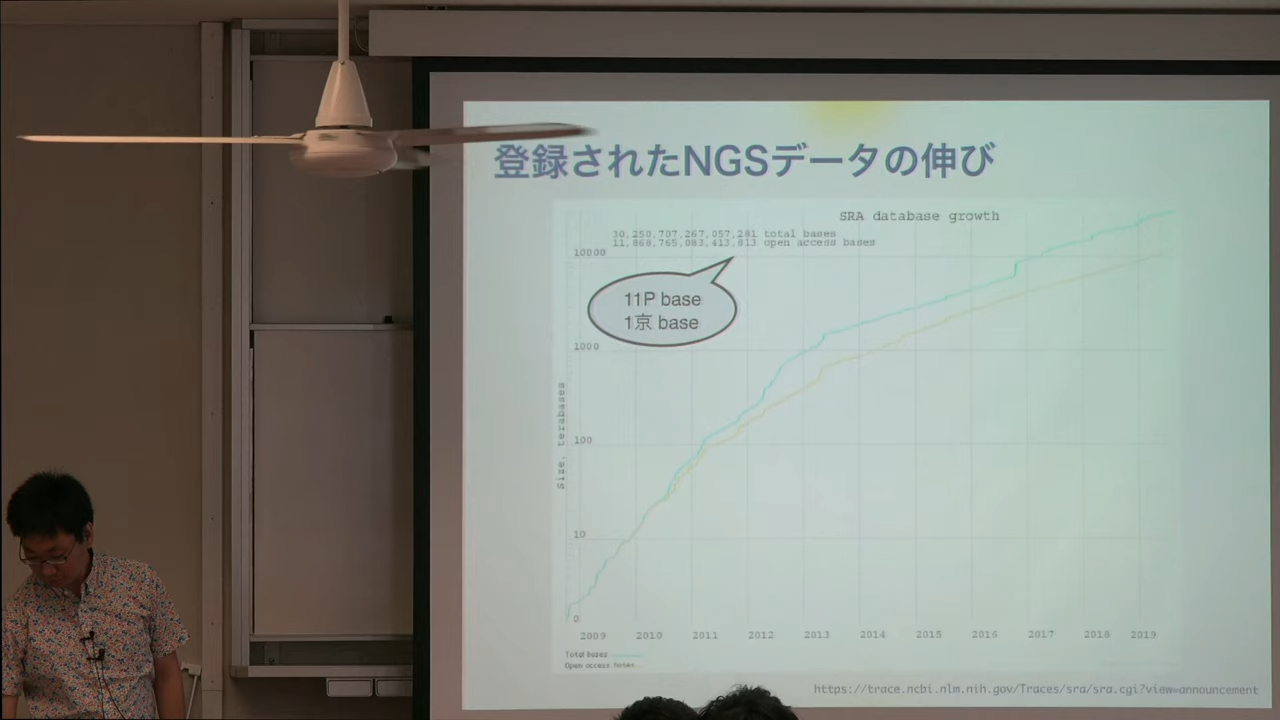 登録されたNGSデータの伸び
SRA database growth
30,250,707,267,057,281 total bases
11,868,765,083,413,813 open access bases
10000
11P base
1京 base
1000
Size, terabases
100
10
0
2009 2010 2011 2012 2013 2014 2015 2016 2017 2018 2019
Total bases
Open access bases
https://trace.ncbi.nlm.nih.gov/Traces/sra/sra.cgi?view=announcement